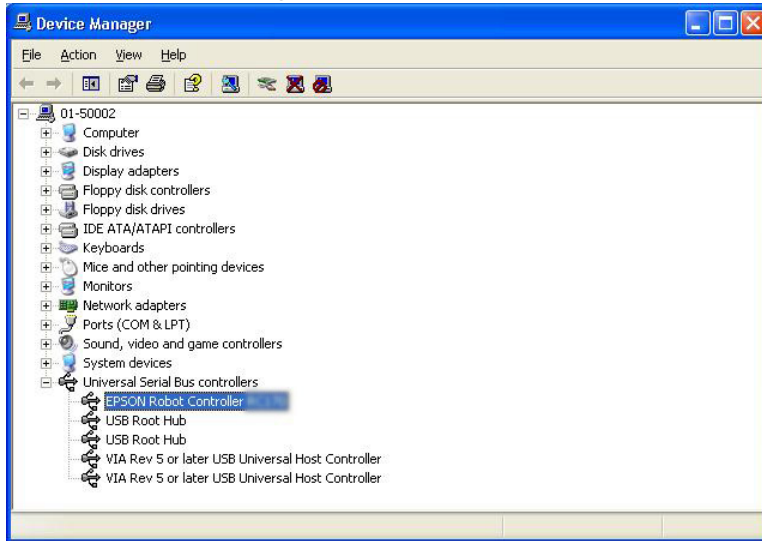 Device Manager
File Action View Help
01-50002
Computer
Disk drives
Display adapters
Floppy disk controllers
Floppy disk drives
IDE ATA/ATAPI controllers
Keyboards
Mice and other pointing devices
Monitors
Network adapters
Ports (COM & LPT)
Sound, video and game controllers
System devices
Universal Serial Bus controllers
EPSON Robot Controller
USB Root Hub
USB Root Hub
VIA Rev 5 or later USB Universal Host Controller
VIA Rev 5 or later USB Universal Host Controller